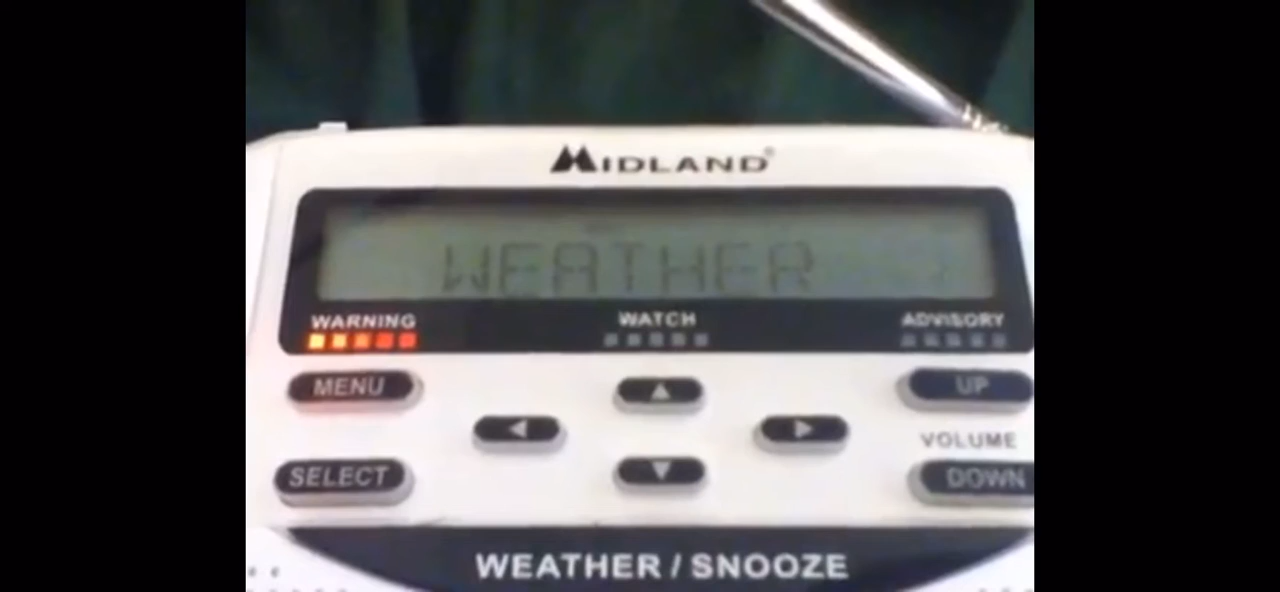 MIDLAND®
WEATHER
WARNING WATCH ADVISORY
MENU ▲ UP
◀ ▶ VOLUME
SELECT ▼ DOWN
WEATHER / SNOOZE